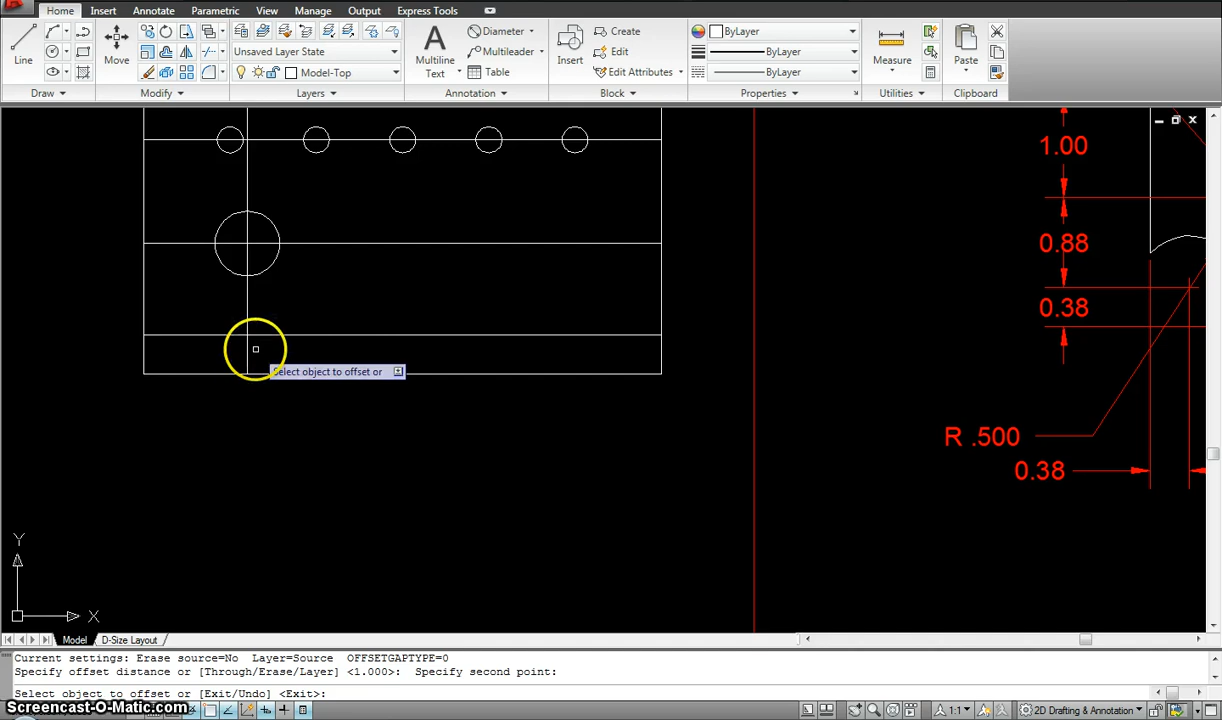 Home Insert Annotate Parametric View Manage Output Express Tools
Line
Move
Unsaved Layer State
Model-Top
Multiline
Text
Diameter
Multileader
Table
Insert
Create
Edit
Edit Attributes
ByLayer
ByLayer
ByLayer
Measure
Paste
Draw Modify Layers Annotation Block Properties Utilities Clipboard
1.00
0.88
0.38
Select object to offset or
R .500
0.38
Y
X
Model D-Size Layout
Current settings: Erase source=No Layer=Source OFFSETGAPTYPE=0
Specify offset distance or [Through/Erase/Layer] <1.000>: Specify second point:
Select object to offset or [Exit/Undo] <Exit>:
Screencast-O-Matic.com
1:1
2D Drafting & Annotation